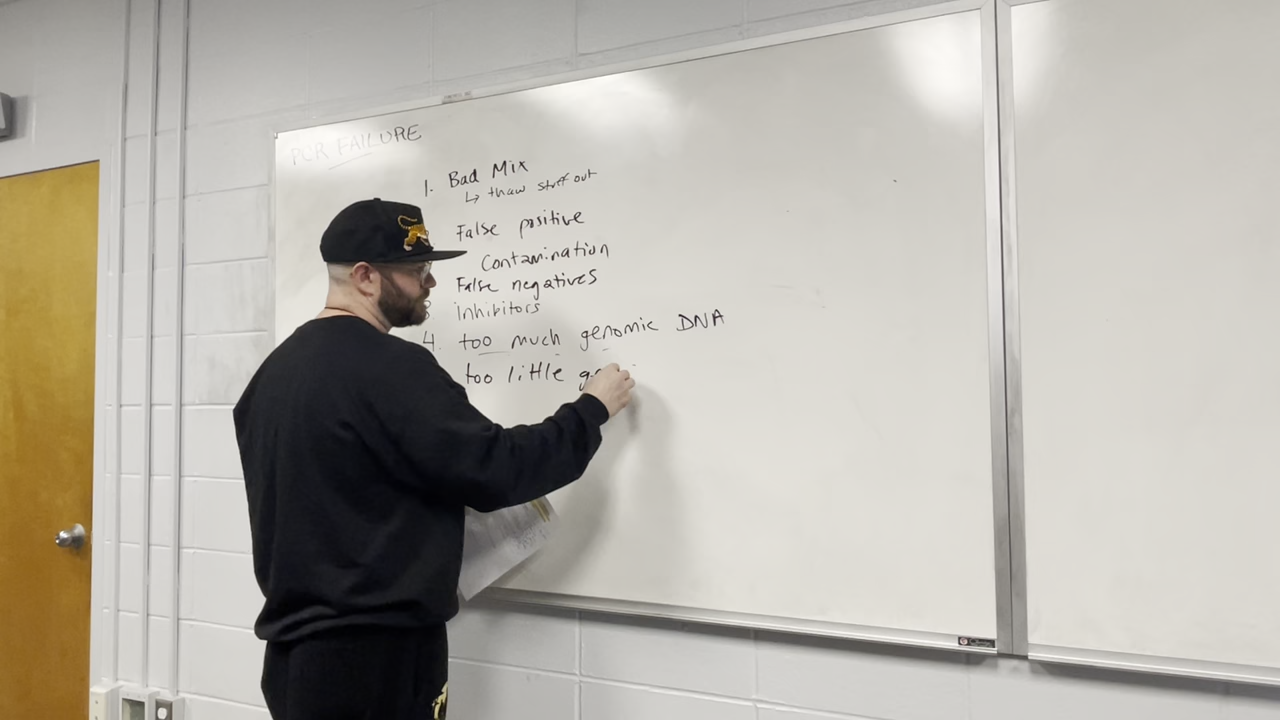 PCR FAILURE
1. Bad Mix
↳ thaw stuff out
False positive
Contamination
False negatives
inhibitors
4. too much genomic DNA
too little